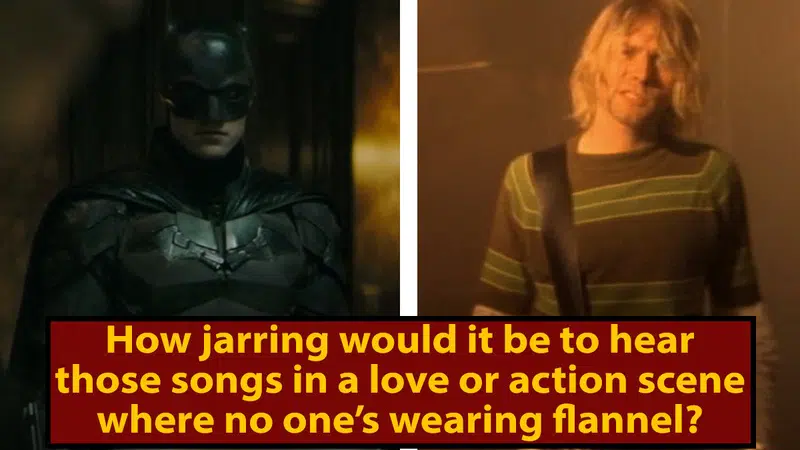 How jarring would it be to hear
those songs in a love or action scene
where no one’s wearing flannel?